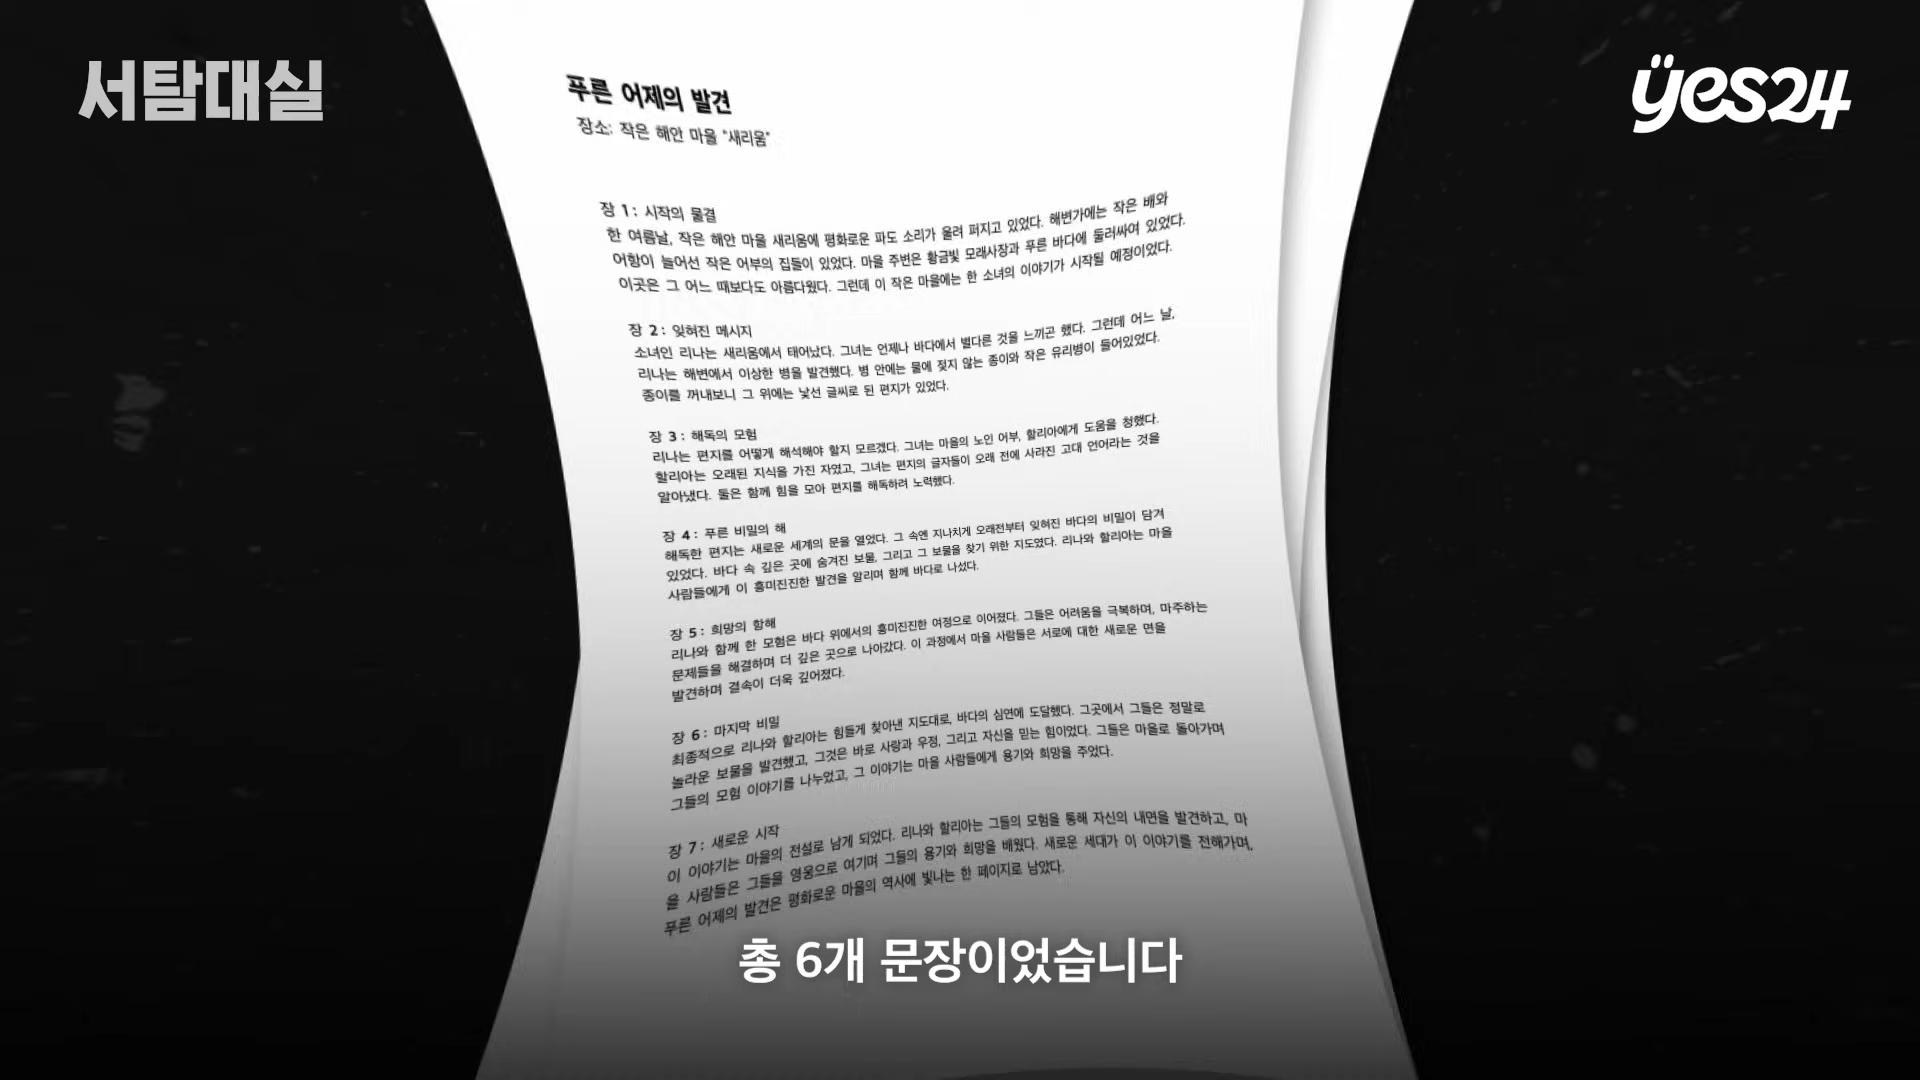 서탐대실
yes24
푸른 어제의 발견
장소: 작은 해안 마을 "새리움"
장 1: 시작의 물결
한 여름날, 작은 해안 마을 새리움에 평화로운 파도 소리가 울려 퍼지고 있었다. 해변가에는 작은 배와
어항이 늘어선 작은 어부의 집들이 있었다. 마을 주변은 황금빛 모래사장과 푸른 바다에 둘러싸여 있었다.
이곳은 그 어느 때보다도 아름다웠다. 그런데 이 작은 마을에는 한 소녀의 이야기가 시작될 예정이었다.
장 2: 잊혀진 메시지
소녀인 리나는 새리움에서 태어났다. 그녀는 언제나 바다에서 별다른 것을 느끼곤 했다. 그런데 어느 날,
리나는 해변에서 이상한 병을 발견했다. 병 안에는 물에 젖지 않는 종이와 작은 유리병이 들어있었다.
종이를 꺼내보니 그 위에는 낯선 글씨로 된 편지가 있었다.
장 3: 해독의 모험
리나는 편지를 어떻게 해석해야 할지 모르겠다. 그녀는 마을의 노인 어부, 할리아에게 도움을 청했다.
할리아는 오래된 지식을 가진 자였고, 그녀는 편지의 글자들이 오래 전에 사라진 고대 언어라는 것을
알아냈다. 둘은 함께 힘을 모아 편지를 해독하려 노력했다.
장 4: 푸른 비밀의 해
해독한 편지는 새로운 세계의 문을 열었다. 그 속엔 지나치게 오래전부터 잊혀진 바다의 비밀이 담겨
있었다. 바다 속 깊은 곳에 숨겨진 보물, 그리고 그 보물을 찾기 위한 지도였다. 리나와 할리아는 마을
사람들에게 이 흥미진진한 발견을 알리며 함께 바다로 나섰다.
장 5: 희망의 항해
리나와 함께 한 모험은 바다 위에서의 흥미진진한 여정으로 이어졌다. 그들은 어려움을 극복하며, 마주하는
문제들을 해결하며 더 깊은 곳으로 나아갔다. 이 과정에서 마을 사람들은 서로에 대한 새로운 면을
발견하며 결속이 더욱 깊어졌다.
장 6: 마지막 비밀
최종적으로 리나와 할리아는 힘들게 찾아낸 지도대로, 바다의 심연에 도달했다. 그곳에서 그들은 정말로
놀라운 보물을 발견했고, 그것은 바로 사랑과 우정, 그리고 자신을 믿는 힘이었다. 그들은 마을로 돌아가며
그들의 모험 이야기를 나누었고, 그 이야기는 마을 사람들에게 용기와 희망을 주었다.
장 7: 새로운 시작
이 이야기는 마을의 전설로 남게 되었다. 리나와 할리아는 그들의 모험을 통해 자신의 내면을 발견하고, 마
을 사람들은 그들을 영웅으로 여기며 그들의 용기와 희망을 배웠다. 새로운 세대가 이 이야기를 전해가며,
푸른 어제의 발견은 평화로운 마을의 역사에 빛나는 한 페이지로 남았다.
총 6개 문장이었습니다